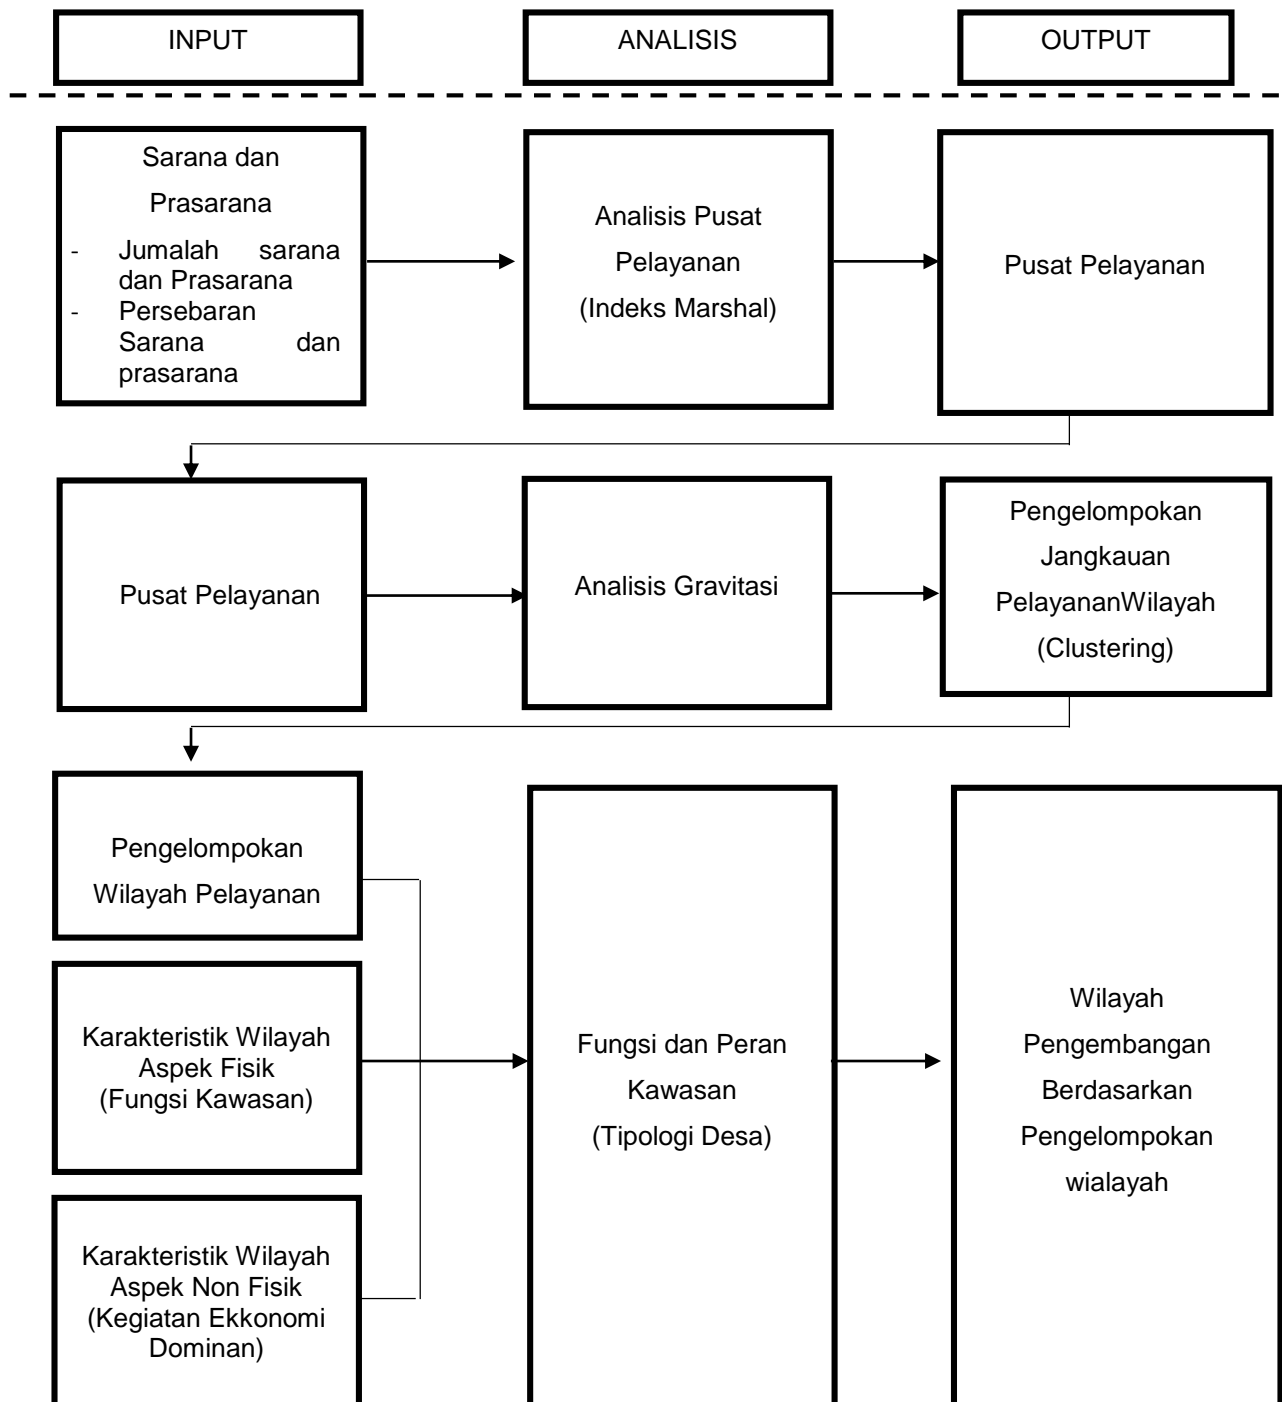 INPUT
ANALISIS
OUTPUT
Sarana dan
Prasarana
- Jumalah sarana
dan Prasarana
- Persebaran
Sarana dan
prasarana
Analisis Pusat
Pelayanan
(Indeks Marshal)
Pusat Pelayanan
Pusat Pelayanan
Analisis Gravitasi
Pengelompokan
Jangkauan
PelayananWilayah
(Clustering)
Pengelompokan
Wilayah Pelayanan
Karakteristik Wilayah
Aspek Fisik
(Fungsi Kawasan)
Karakteristik Wilayah
Aspek Non Fisik
(Kegiatan Ekkonomi
Dominan)
Fungsi dan Peran
Kawasan
(Tipologi Desa)
Wilayah
Pengembangan
Berdasarkan
Pengelompokan
wialayah